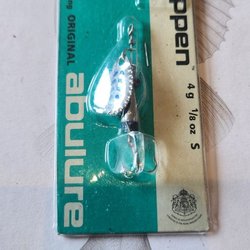 ppen
4 g 1/8 oz S
ORIGINAL
abulure